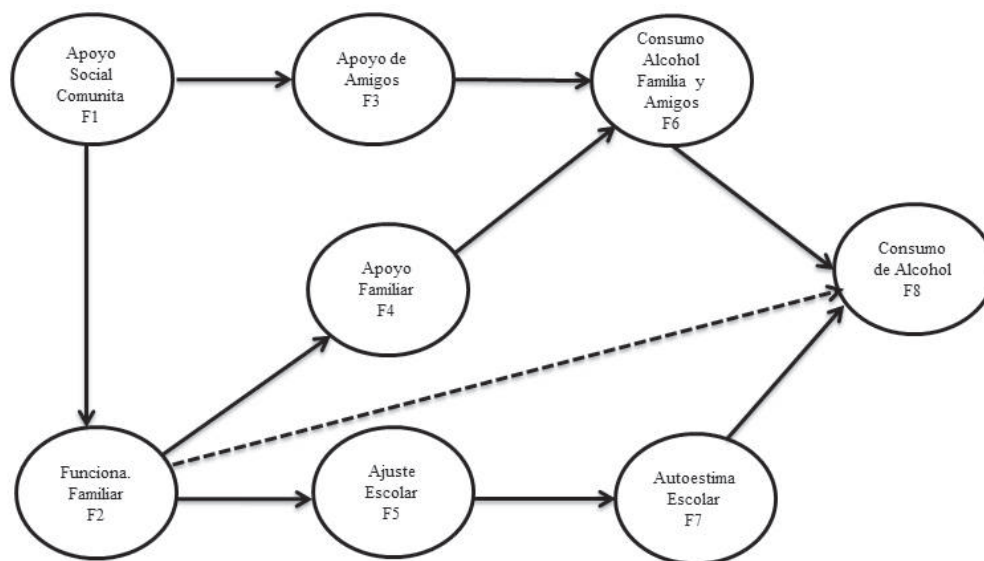 Apoyo
Social
Comunita
F1
Apoyo de
Amigos
F3
Consumo
Alcohol
Familia y
Amigos
F6
Apoyo
Familiar
F4
Consumo
de Alcohol
F8
Funciona.
Familiar
F2
Ajuste
Escolar
F5
Autoestima
Escolar
F7